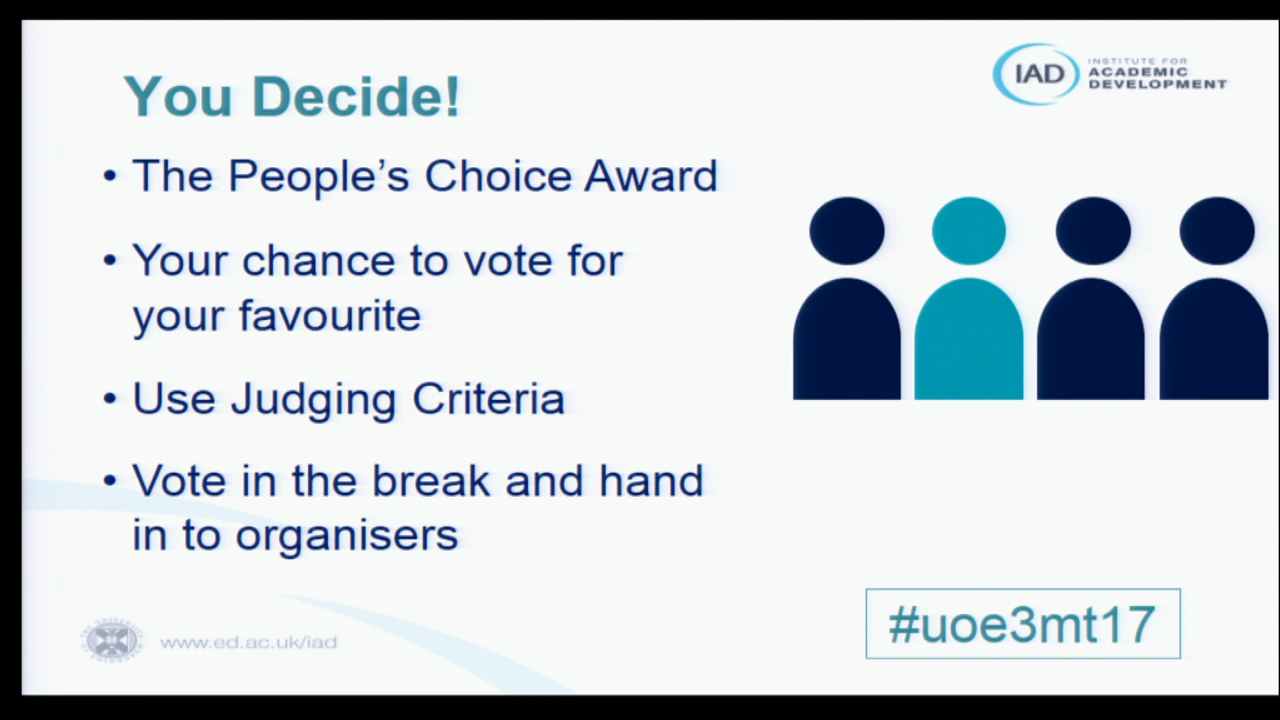 You Decide!
IAD
INSTITUTE FOR
ACADEMIC
DEVELOPMENT
• The People’s Choice Award
• Your chance to vote for
your favourite
• Use Judging Criteria
• Vote in the break and hand
in to organisers
www.ed.ac.uk/iad
#uoe3mt17